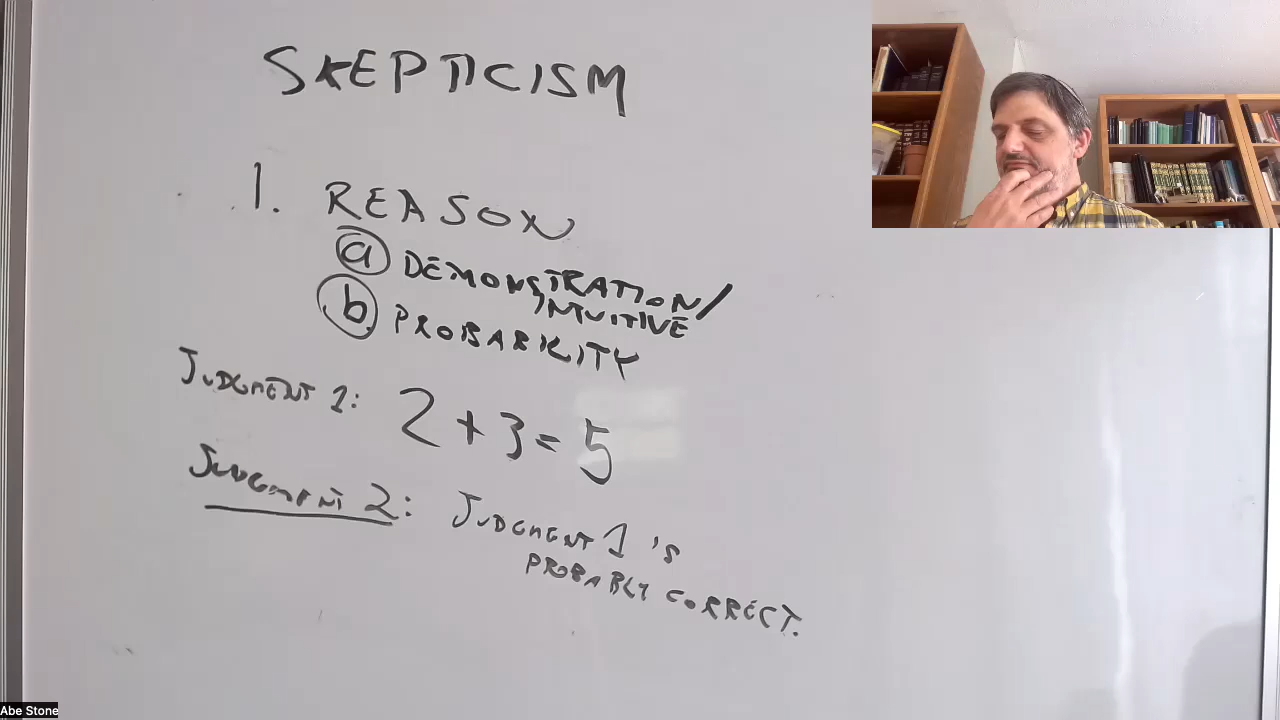 SKEPTICISM
1. REASON
a DEMONSTRATION/
INTUITIVE
b PROBABILITY
JUDGMENT 1: 2 + 3 = 5
JUDGMENT 2: JUDGMENT 1 's
PROBABLY CORRECT.
Abe Stone